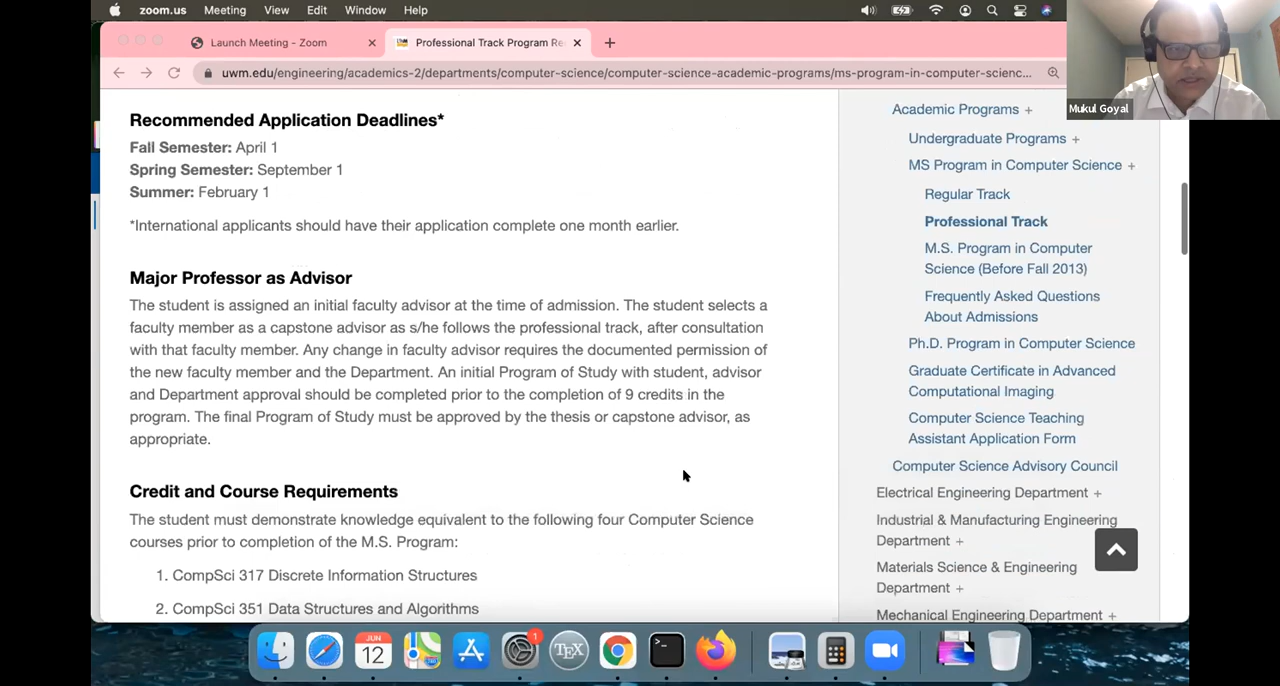 zoom.us Meeting View Edit Window Help
Launch Meeting - Zoom
Professional Track Program Re
uwm.edu/engineering/academics-2/departments/computer-science/computer-science-academic-programs/ms-program-in-computer-scienc...
Mukul Goyal
Recommended Application Deadlines*
Fall Semester: April 1
Spring Semester: September 1
Summer: February 1
*International applicants should have their application complete one month earlier.
Major Professor as Advisor
The student is assigned an initial faculty advisor at the time of admission. The student selects a
faculty member as a capstone advisor as s/he follows the professional track, after consultation
with that faculty member. Any change in faculty advisor requires the documented permission of
the new faculty member and the Department. An initial Program of Study with student, advisor
and Department approval should be completed prior to the completion of 9 credits in the
program. The final Program of Study must be approved by the thesis or capstone advisor, as
appropriate.
Credit and Course Requirements
The student must demonstrate knowledge equivalent to the following four Computer Science
courses prior to completion of the M.S. Program:
1. CompSci 317 Discrete Information Structures
2. CompSci 351 Data Structures and Algorithms
Academic Programs +
Undergraduate Programs +
MS Program in Computer Science +
Regular Track
Professional Track
M.S. Program in Computer
Science (Before Fall 2013)
Frequently Asked Questions
About Admissions
Ph.D. Program in Computer Science
Graduate Certificate in Advanced
Computational Imaging
Computer Science Teaching
Assistant Application Form
Computer Science Advisory Council
Electrical Engineering Department +
Industrial & Manufacturing Engineering
Department +
Materials Science & Engineering
Department +
Mechanical Engineering Department +
JUN
12
1
TEX